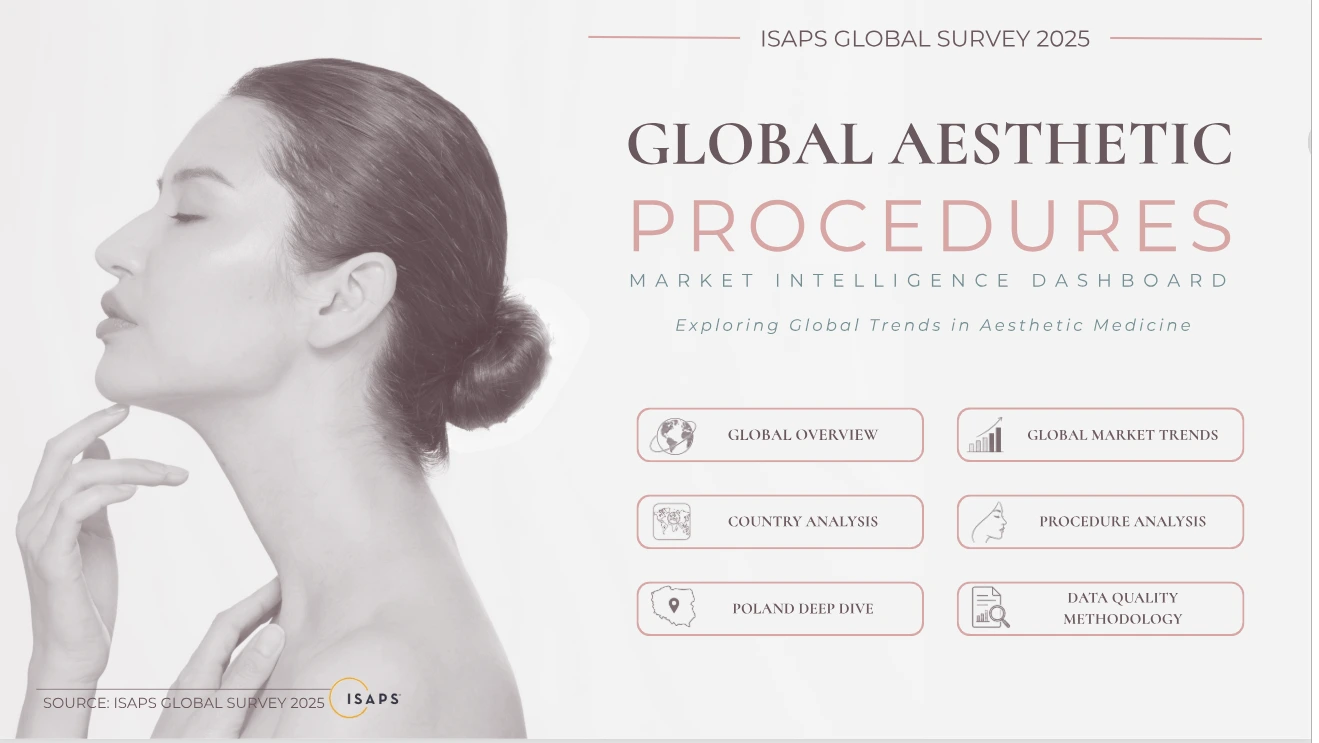 ISAPS GLOBAL SURVEY 2025
GLOBAL AESTHETIC
PROCEDURES
MARKET INTELLIGENCE DASHBOARD
Exploring Global Trends in Aesthetic Medicine
GLOBAL OVERVIEW
GLOBAL MARKET TRENDS
COUNTRY ANALYSIS
PROCEDURE ANALYSIS
POLAND DEEP DIVE
DATA QUALITY
METHODOLOGY
SOURCE: ISAPS GLOBAL SURVEY 2025
ISAPS